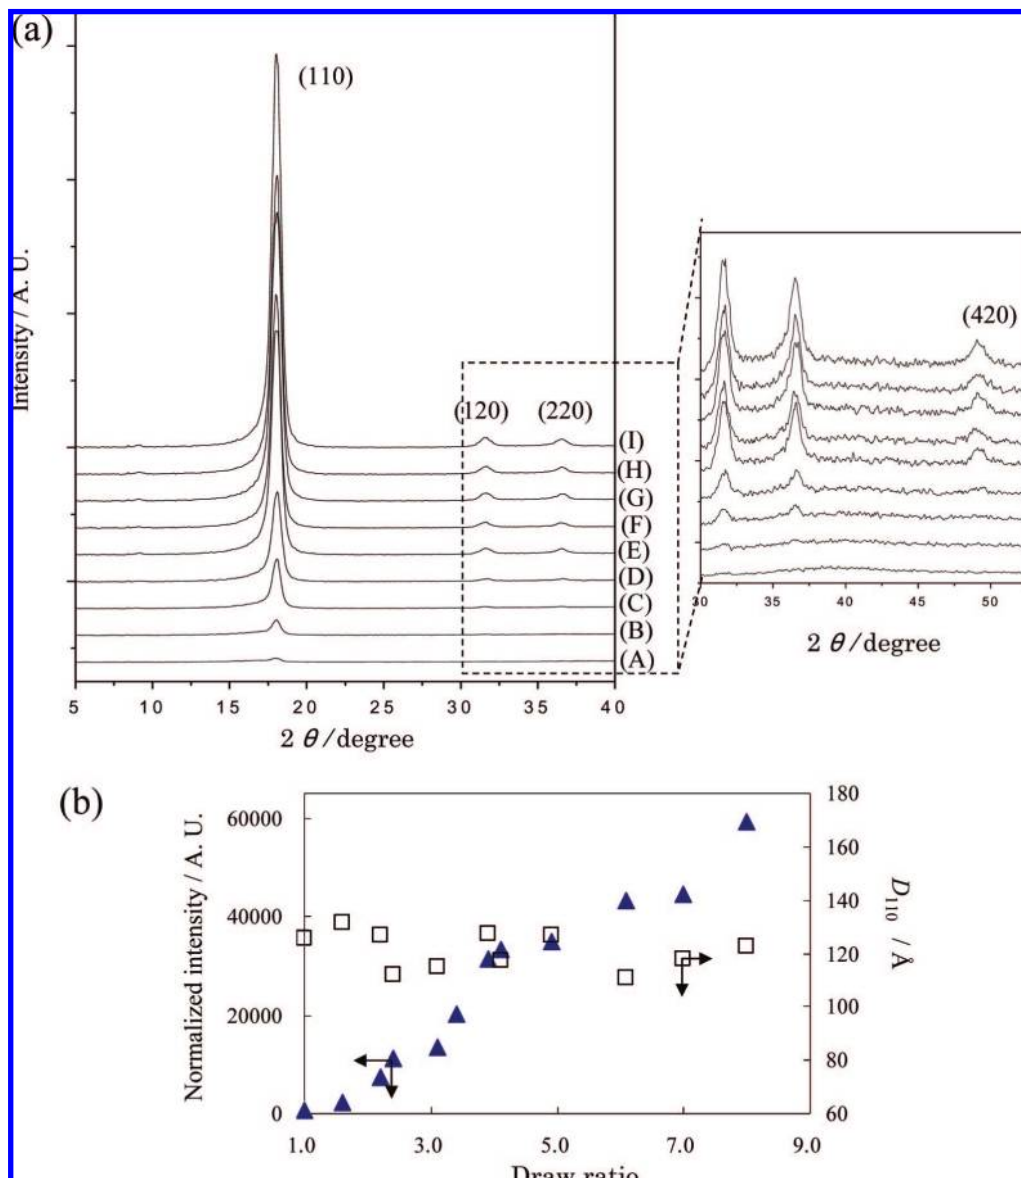 (a)
(110)
Intensity / A. U.
(420)
(120) (220)
(I)
(H)
(G)
(F)
(E)
(D)
(C)
(B)
(A)
30 35 40 45 50
2 θ /degree
5 10 15 20 25 30 35 40
2 θ /degree
(b)
Normalized intensity / A. U.
60000
40000
20000
0
180
160
140
120
100
80
60
D110 / Å
1.0 3.0 5.0 7.0 9.0
Draw ratio